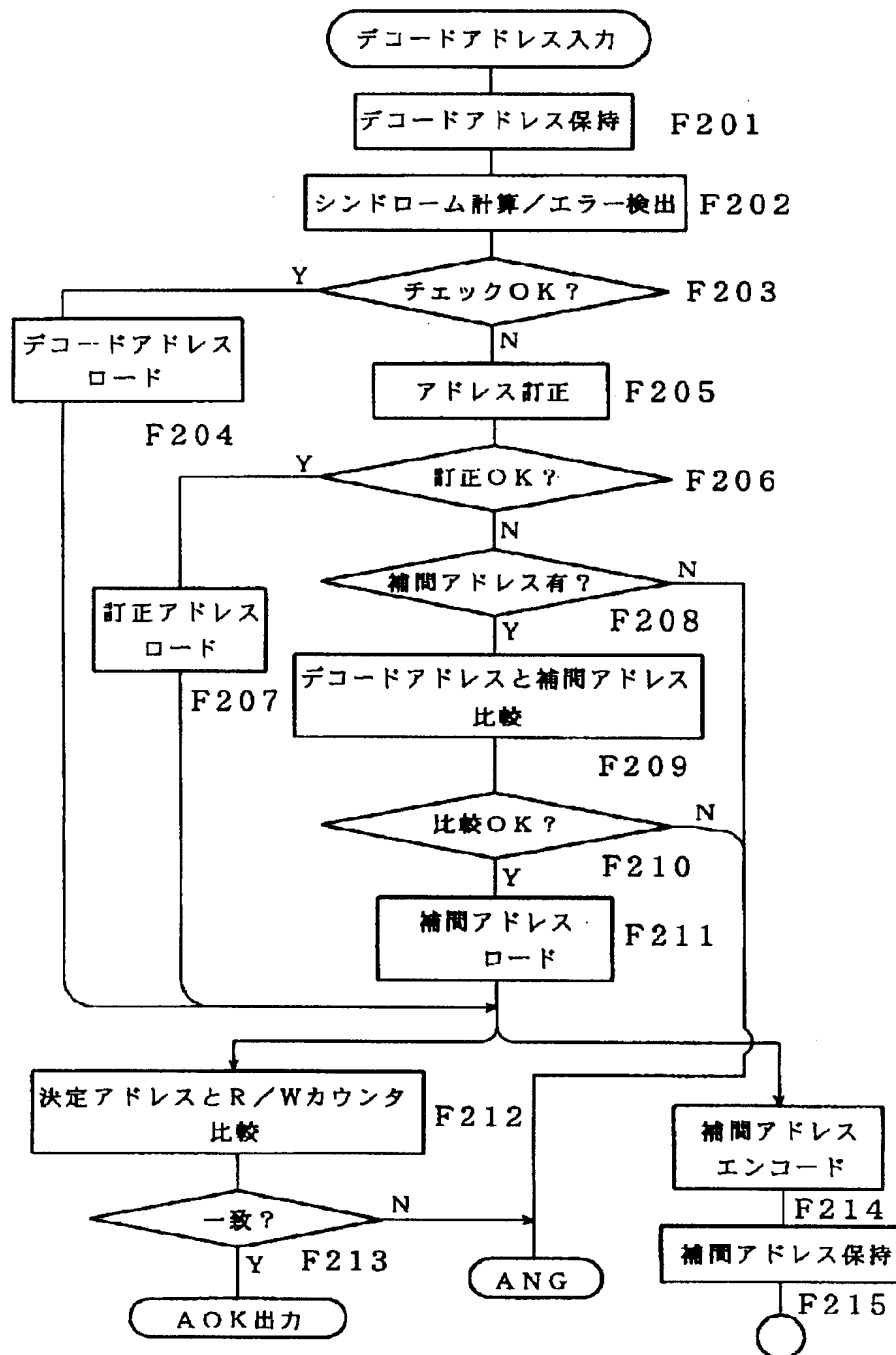 デコードアドレス入力
デコードアドレス保持
F201
シンドローム計算／エラー検出
F202
Y
チェックOK？
F203
N
デコードアドレス
ロード
F204
アドレス訂正
F205
Y
訂正OK？
F206
N
補間アドレス有？
N
F208
Y
訂正アドレス
ロード
F207
デコードアドレスと補間アドレス
比較
F209
比較OK？
N
F210
Y
補間アドレス
ロード
F211
決定アドレスとR／Wカウンタ
比較
F212
補間アドレス
エンコード
F214
一致？
N
F213
Y
補間アドレス保持
F215
ANG
AOK出力